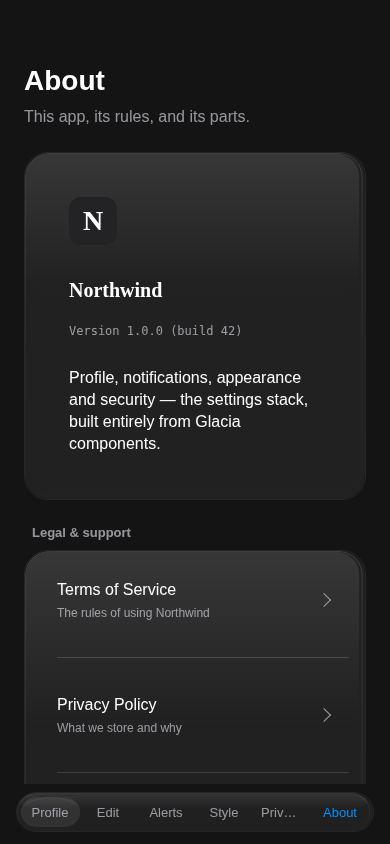 About
This app, its rules, and its parts.
N
Northwind
Version 1.0.0 (build 42)
Profile, notifications, appearance
and security — the settings stack,
built entirely from Glacia
components.
Legal & support
Terms of Service
The rules of using Northwind
Privacy Policy
What we store and why
Profile Edit Alerts Style Priv… About